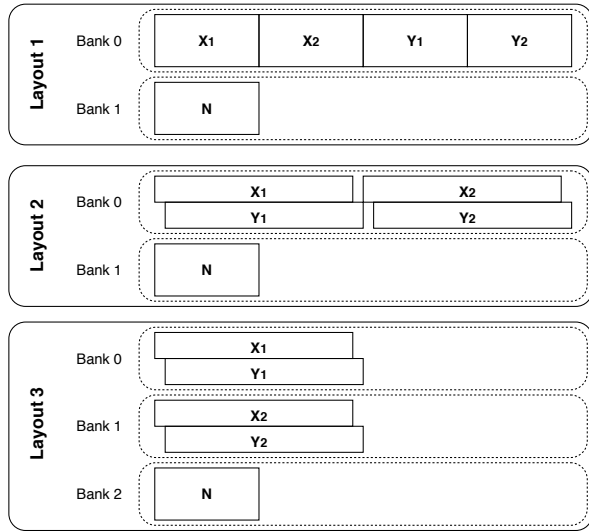 Layout 1
Bank 0
X1 X2 Y1 Y2
Bank 1
N
Layout 2
Bank 0
X1 X2
Y1 Y2
Bank 1
N
Layout 3
Bank 0
X1
Y1
Bank 1
X2
Y2
Bank 2
N